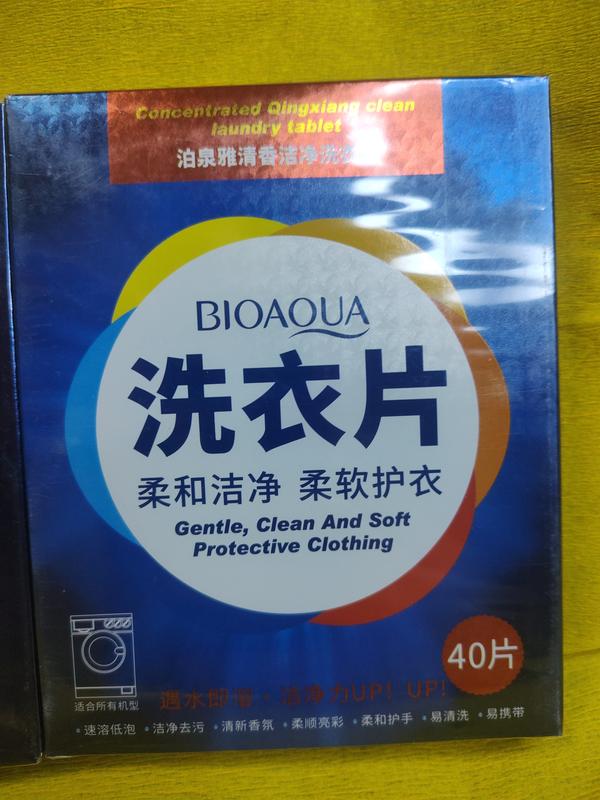 Concentrated Qingxiang clean
laundry tablet
泊泉雅清香洁净洗衣
BIOAQUA
洗衣片
柔和洁净 柔软护衣
Gentle, Clean And Soft
Protective Clothing
40片
适合所有机型
遇水即溶·洁净力UP! UP!
•速溶低泡 •洁净去污 •清新香氛 •柔顺亮彩 •柔和护手 •易清洗 •易携带